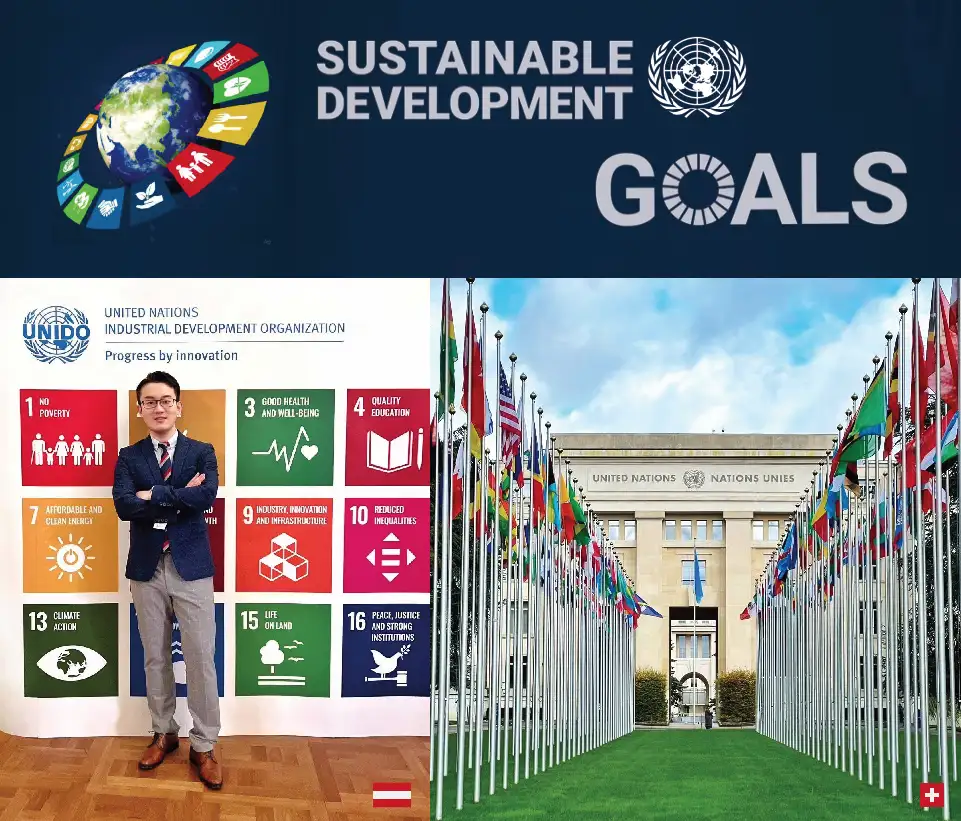 SUSTAINABLE
DEVELOPMENT
GOALS
UNIDO
UNITED NATIONS
INDUSTRIAL DEVELOPMENT ORGANIZATION
Progress by innovation
1 NO
POVERTY
3 GOOD HEALTH
AND WELL-BEING
4 QUALITY
EDUCATION
7 AFFORDABLE AND
CLEAN ENERGY
9 INDUSTRY, INNOVATION
AND INFRASTRUCTURE
10 REDUCED
INEQUALITIES
13 CLIMATE
ACTION
15 LIFE
ON LAND
16 PEACE, JUSTICE
AND STRONG
INSTITUTIONS
UNITED NATIONS NATIONS UNIES